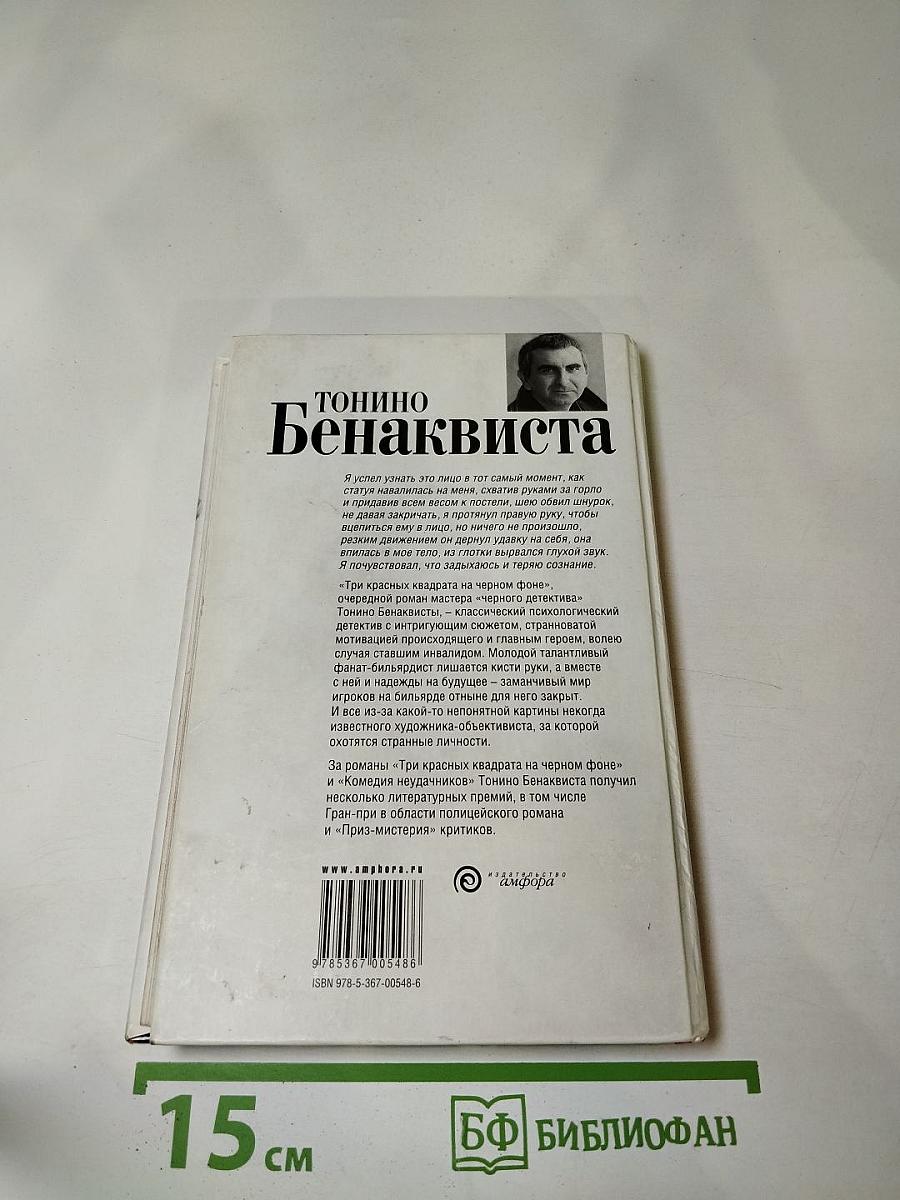 ТОНИНО
Бенаквиста
Я успел узнать это лицо в тот самый момент, как
статуя навалилась на меня, схватив руками за горло
и придавив всем весом к постели, шею обвил шнурок,
не давая закричать, я протянул правую руку, чтобы
вцепиться ему в лицо, но ничего не произошло,
резким движением он дернул удавку на себя, она
впилась в мое тело, из глотки вырвался глухой звук.
Я почувствовал, что задыхаюсь и теряю сознание.
«Три красных квадрата на черном фоне»,
очередной роман мастера «черного детектива»
Тонино Бенаквисты, – классический психологический
детектив с интригующим сюжетом, странноватой
мотивацией происходящего и главным героем, волею
случая ставшим инвалидом. Молодой талантливый
фанат-бильярдист лишается кисти руки, а вместе
с ней и надежды на будущее – заманчивый мир
игроков на бильярде отныне для него закрыт.
И все из-за какой-то непонятной картины некогда
известного художника-объективиста, за которой
охотятся странные личности.
За романы «Три красных квадрата на черном фоне»
и «Комедия неудачников» Тонино Бенаквиста получил
несколько литературных премий, в том числе
Гран-при в области полицейского романа
и «Приз-мистерия» критиков.
www.amphora.ru
издательство
амфора
9 785367 005486
ISBN 978-5-367-00548-6
15 см
БФ БИБЛИОФАН